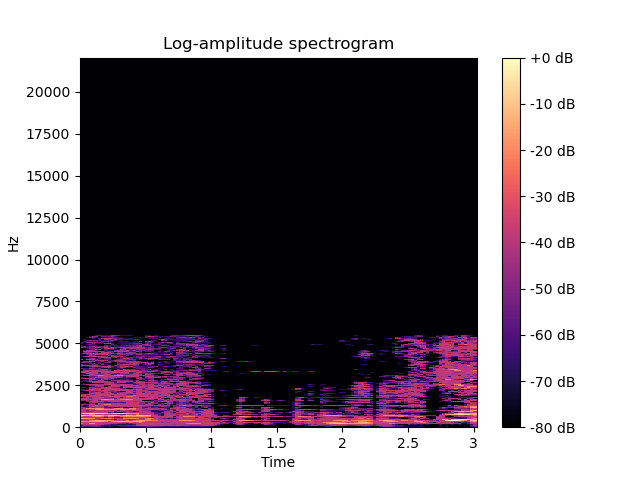 Log-amplitude spectrogram
20000
17500
15000
12500
10000
7500
5000
2500
0
Hz
0
0.5
1
1.5
2
2.5
3
Time
+0 dB
-10 dB
-20 dB
-30 dB
-40 dB
-50 dB
-60 dB
-70 dB
-80 dB